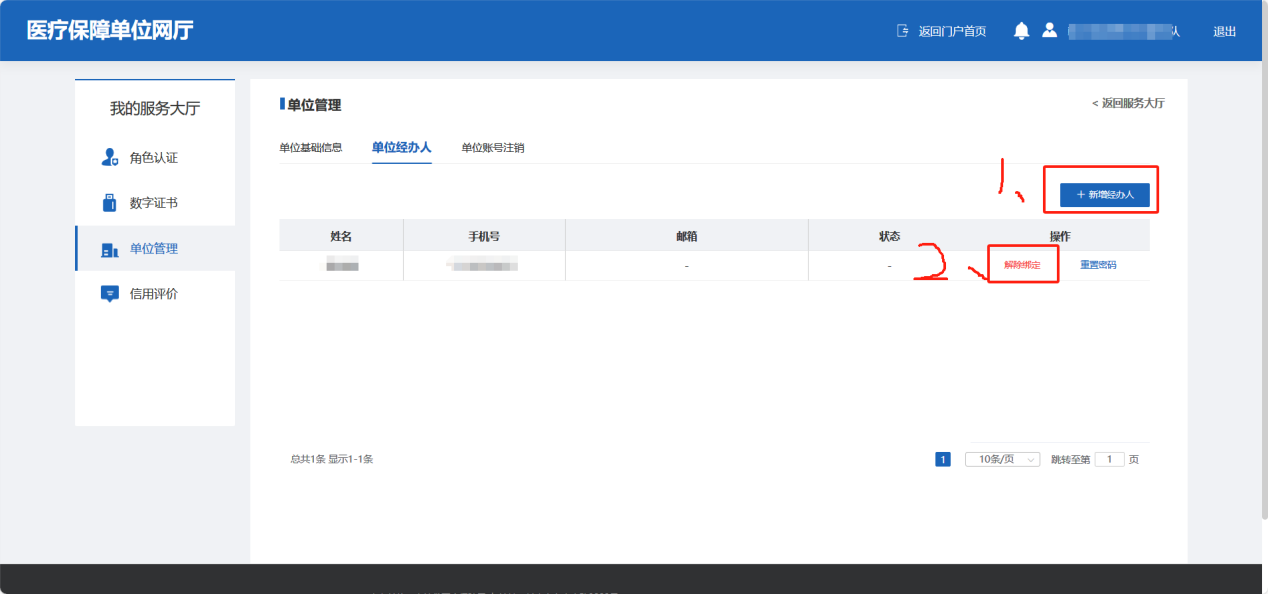 医疗保障单位网厅 返回门户首页 队 退出
我的服务大厅
角色认证
数字证书
单位管理
信用评价
单位管理 < 返回服务大厅
单位基础信息 单位经办人 单位账号注销
1、
+ 新增经办人
姓名 手机号 邮箱 状态 操作
- - 2、 解除绑定 重置密码
总共1条 显示1-1条 1 10条/页 跳转至第 1 页